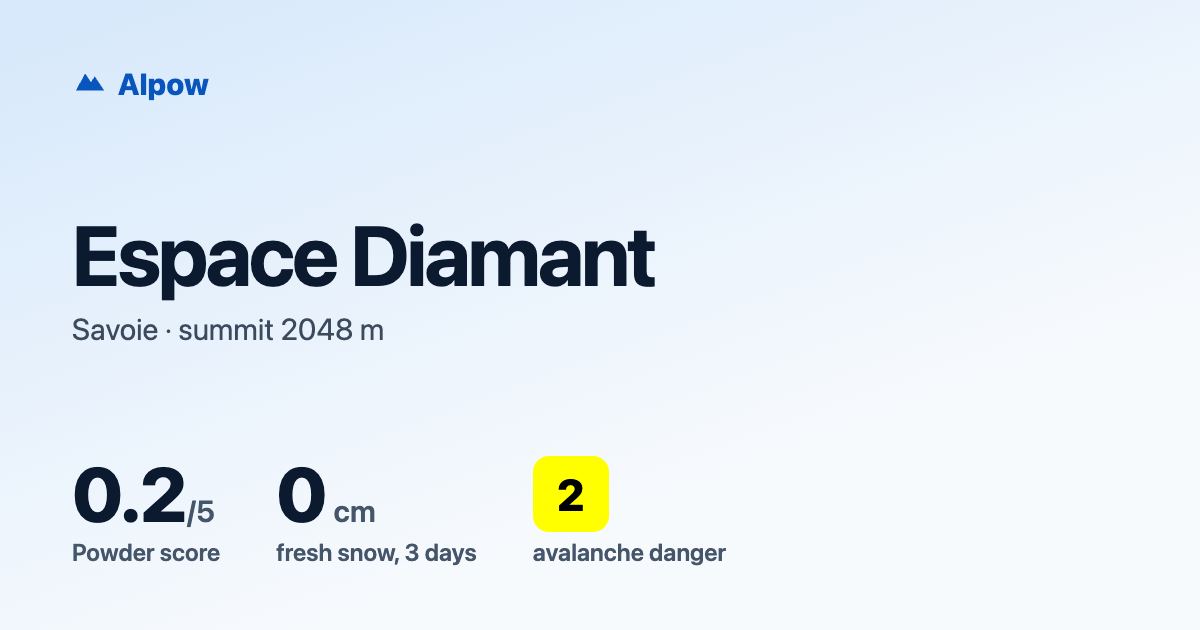 Alpow
Espace Diamant
Savoie · summit 2048 m
0.2/5
Powder score
0 cm
fresh snow, 3 days
2
avalanche danger